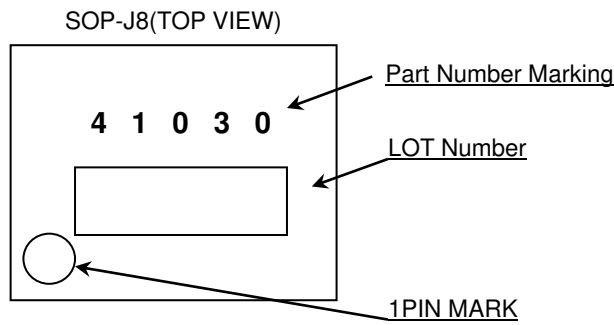 SOP-J8(TOP VIEW)
Part Number Marking
4 1 0 3 0
LOT Number
1PIN MARK